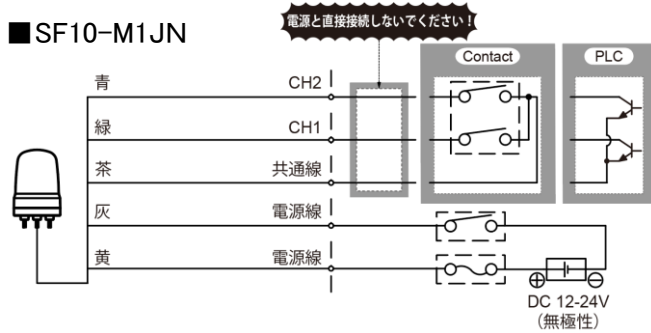 電源と直接接続しないでください!
■SF10-M1JN
Contact
PLC
青 CH2
緑 CH1
茶 共通線
灰 電源線
黄 電源線
DC 12-24V
(無極性)